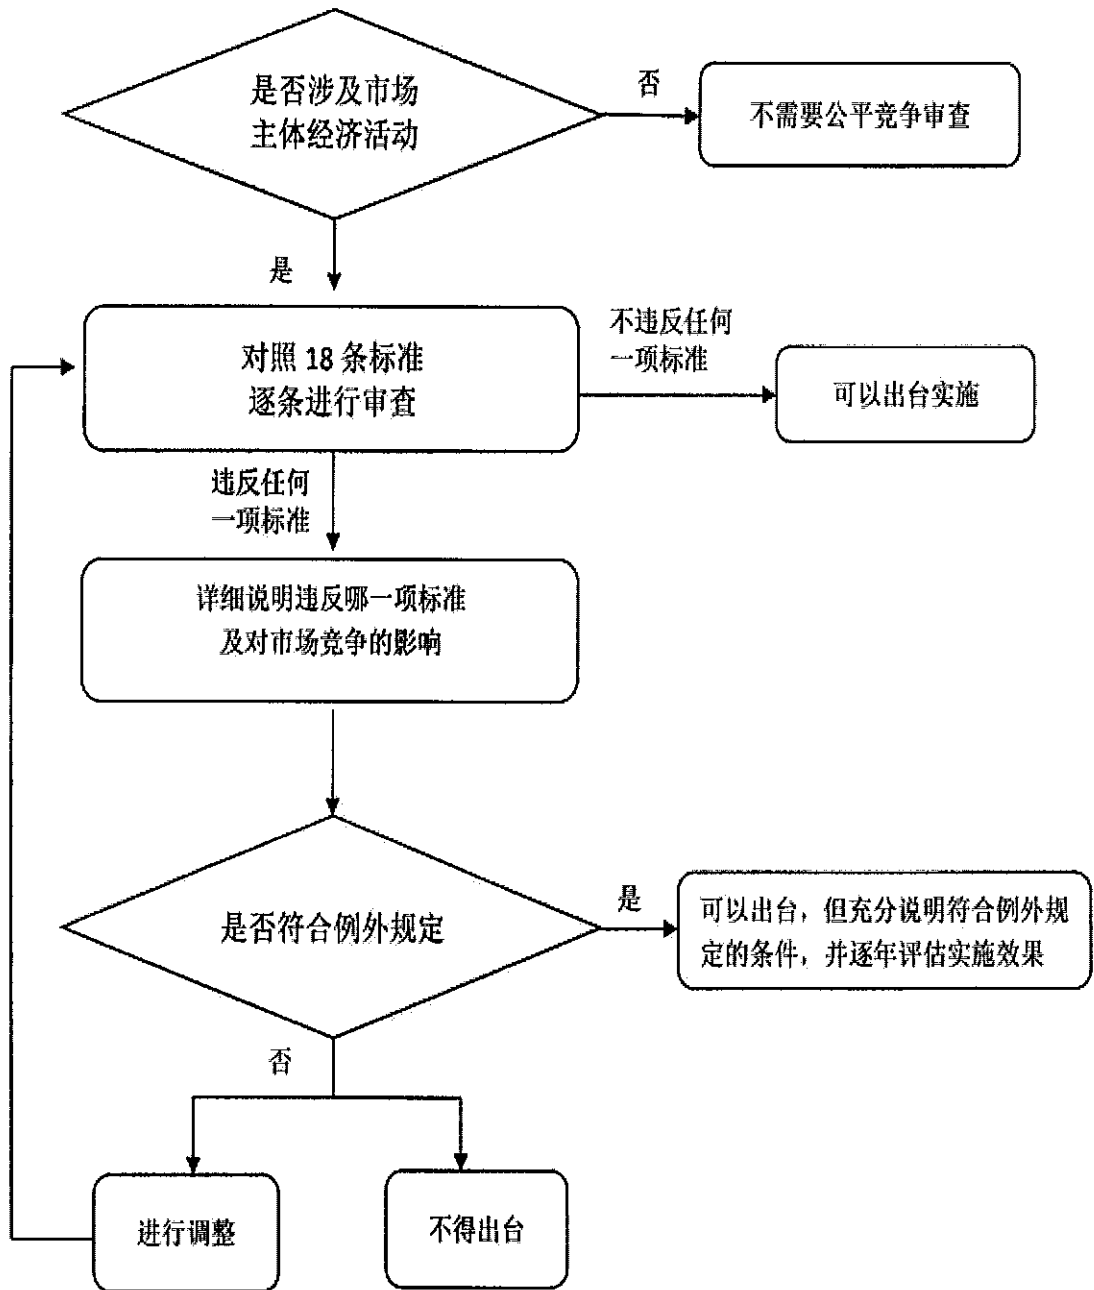 是否涉及市场
主体经济活动
否
不需要公平竞争审查
是
对照 18 条标准
逐条进行审查
不违反任何
一项标准
可以出台实施
违反任何
一项标准
详细说明违反哪一项标准
及对市场竞争的影响
是否符合例外规定
是
可以出台，但充分说明符合例外规
定的条件，并逐年评估实施效果
否
进行调整
不得出台